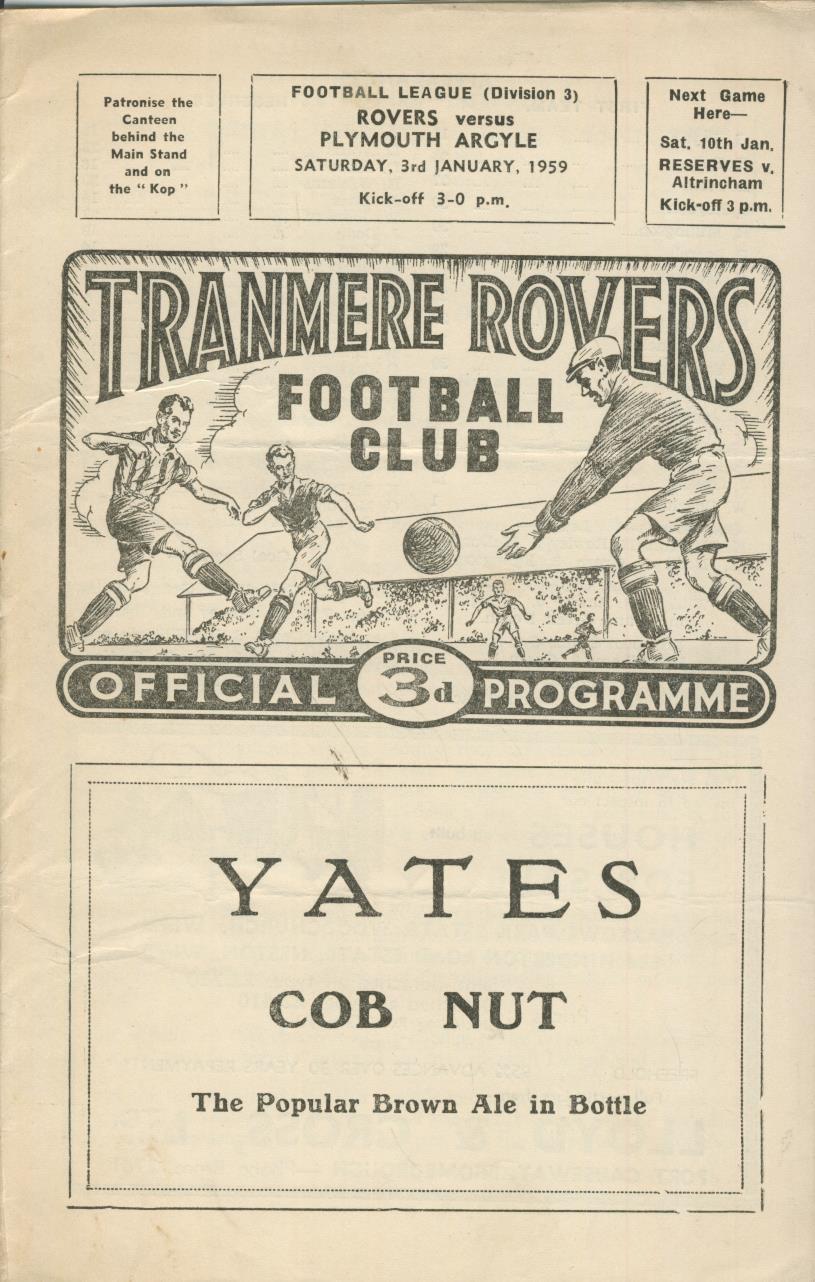 Patronise the
Canteen
behind the
Main Stand
and on
the "Kop"
FOOTBALL LEAGUE (Division 3)
ROVERS versus
PLYMOUTH ARGYLE
SATURDAY, 3rd JANUARY, 1959
Kick-off 3-0 p.m.
Next Game
Here—
Sat. 10th Jan.
RESERVES v.
Altrincham
Kick-off 3 p.m.
TRANMERE ROVERS
FOOTBALL
CLUB
OFFICIAL PRICE 3d PROGRAMME
YATES
COB NUT
The Popular Brown Ale in Bottle